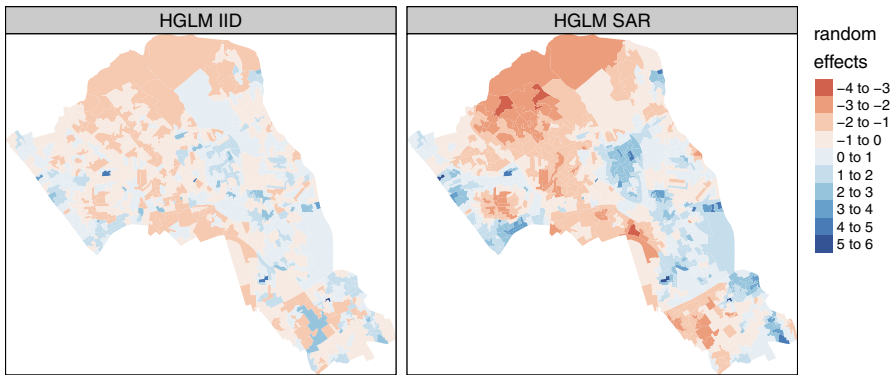 HGLM IID
HGLM SAR
random
effects
−4 to −3
−3 to −2
−2 to −1
−1 to 0
0 to 1
1 to 2
2 to 3
3 to 4
4 to 5
5 to 6